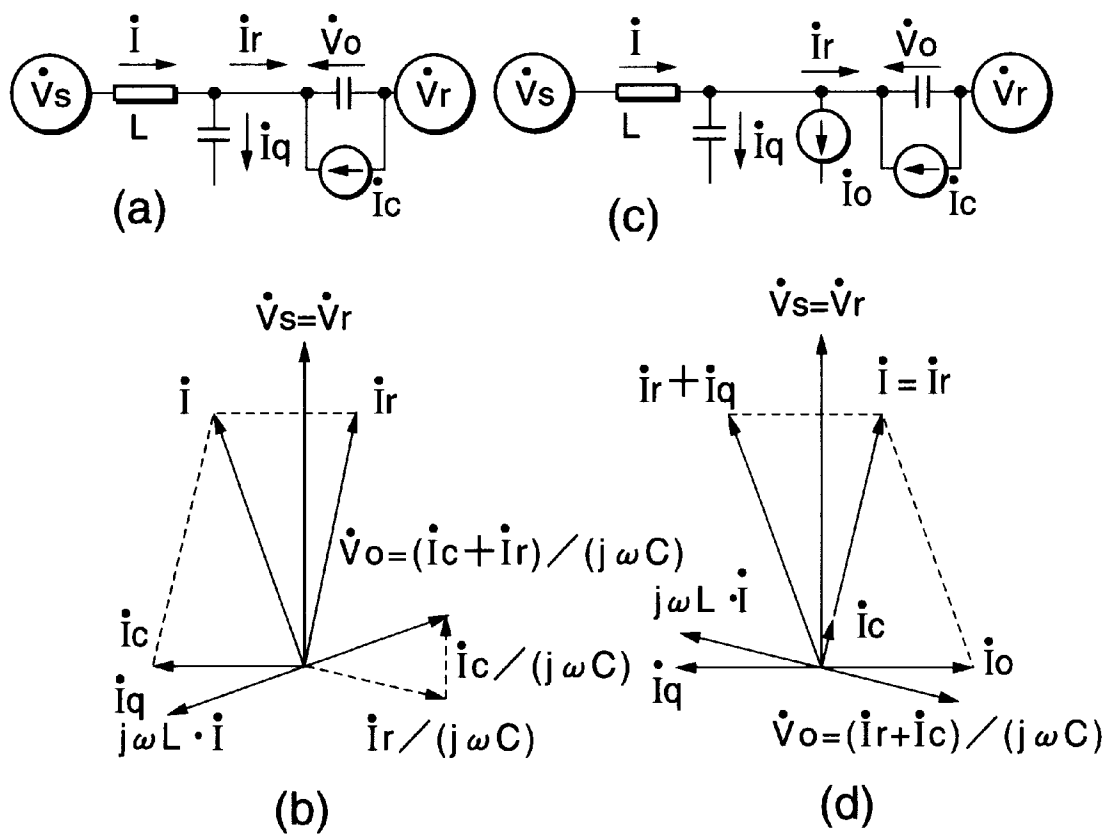 İ İr V̇o
V̇s L İq İc V̇r
(a)
İ İr V̇o
V̇s L İq İo İc V̇r
(c)
V̇s=V̇r
İ İr
V̇o=(İc+İr)/(jωC)
İc
İq
İc/(jωC)
jωL·İ
İr/(jωC)
(b)
V̇s=V̇r
İr+İq İ=İr
jωL·İ
İc
İq İo
V̇o=(İr+İc)/(jωC)
(d)